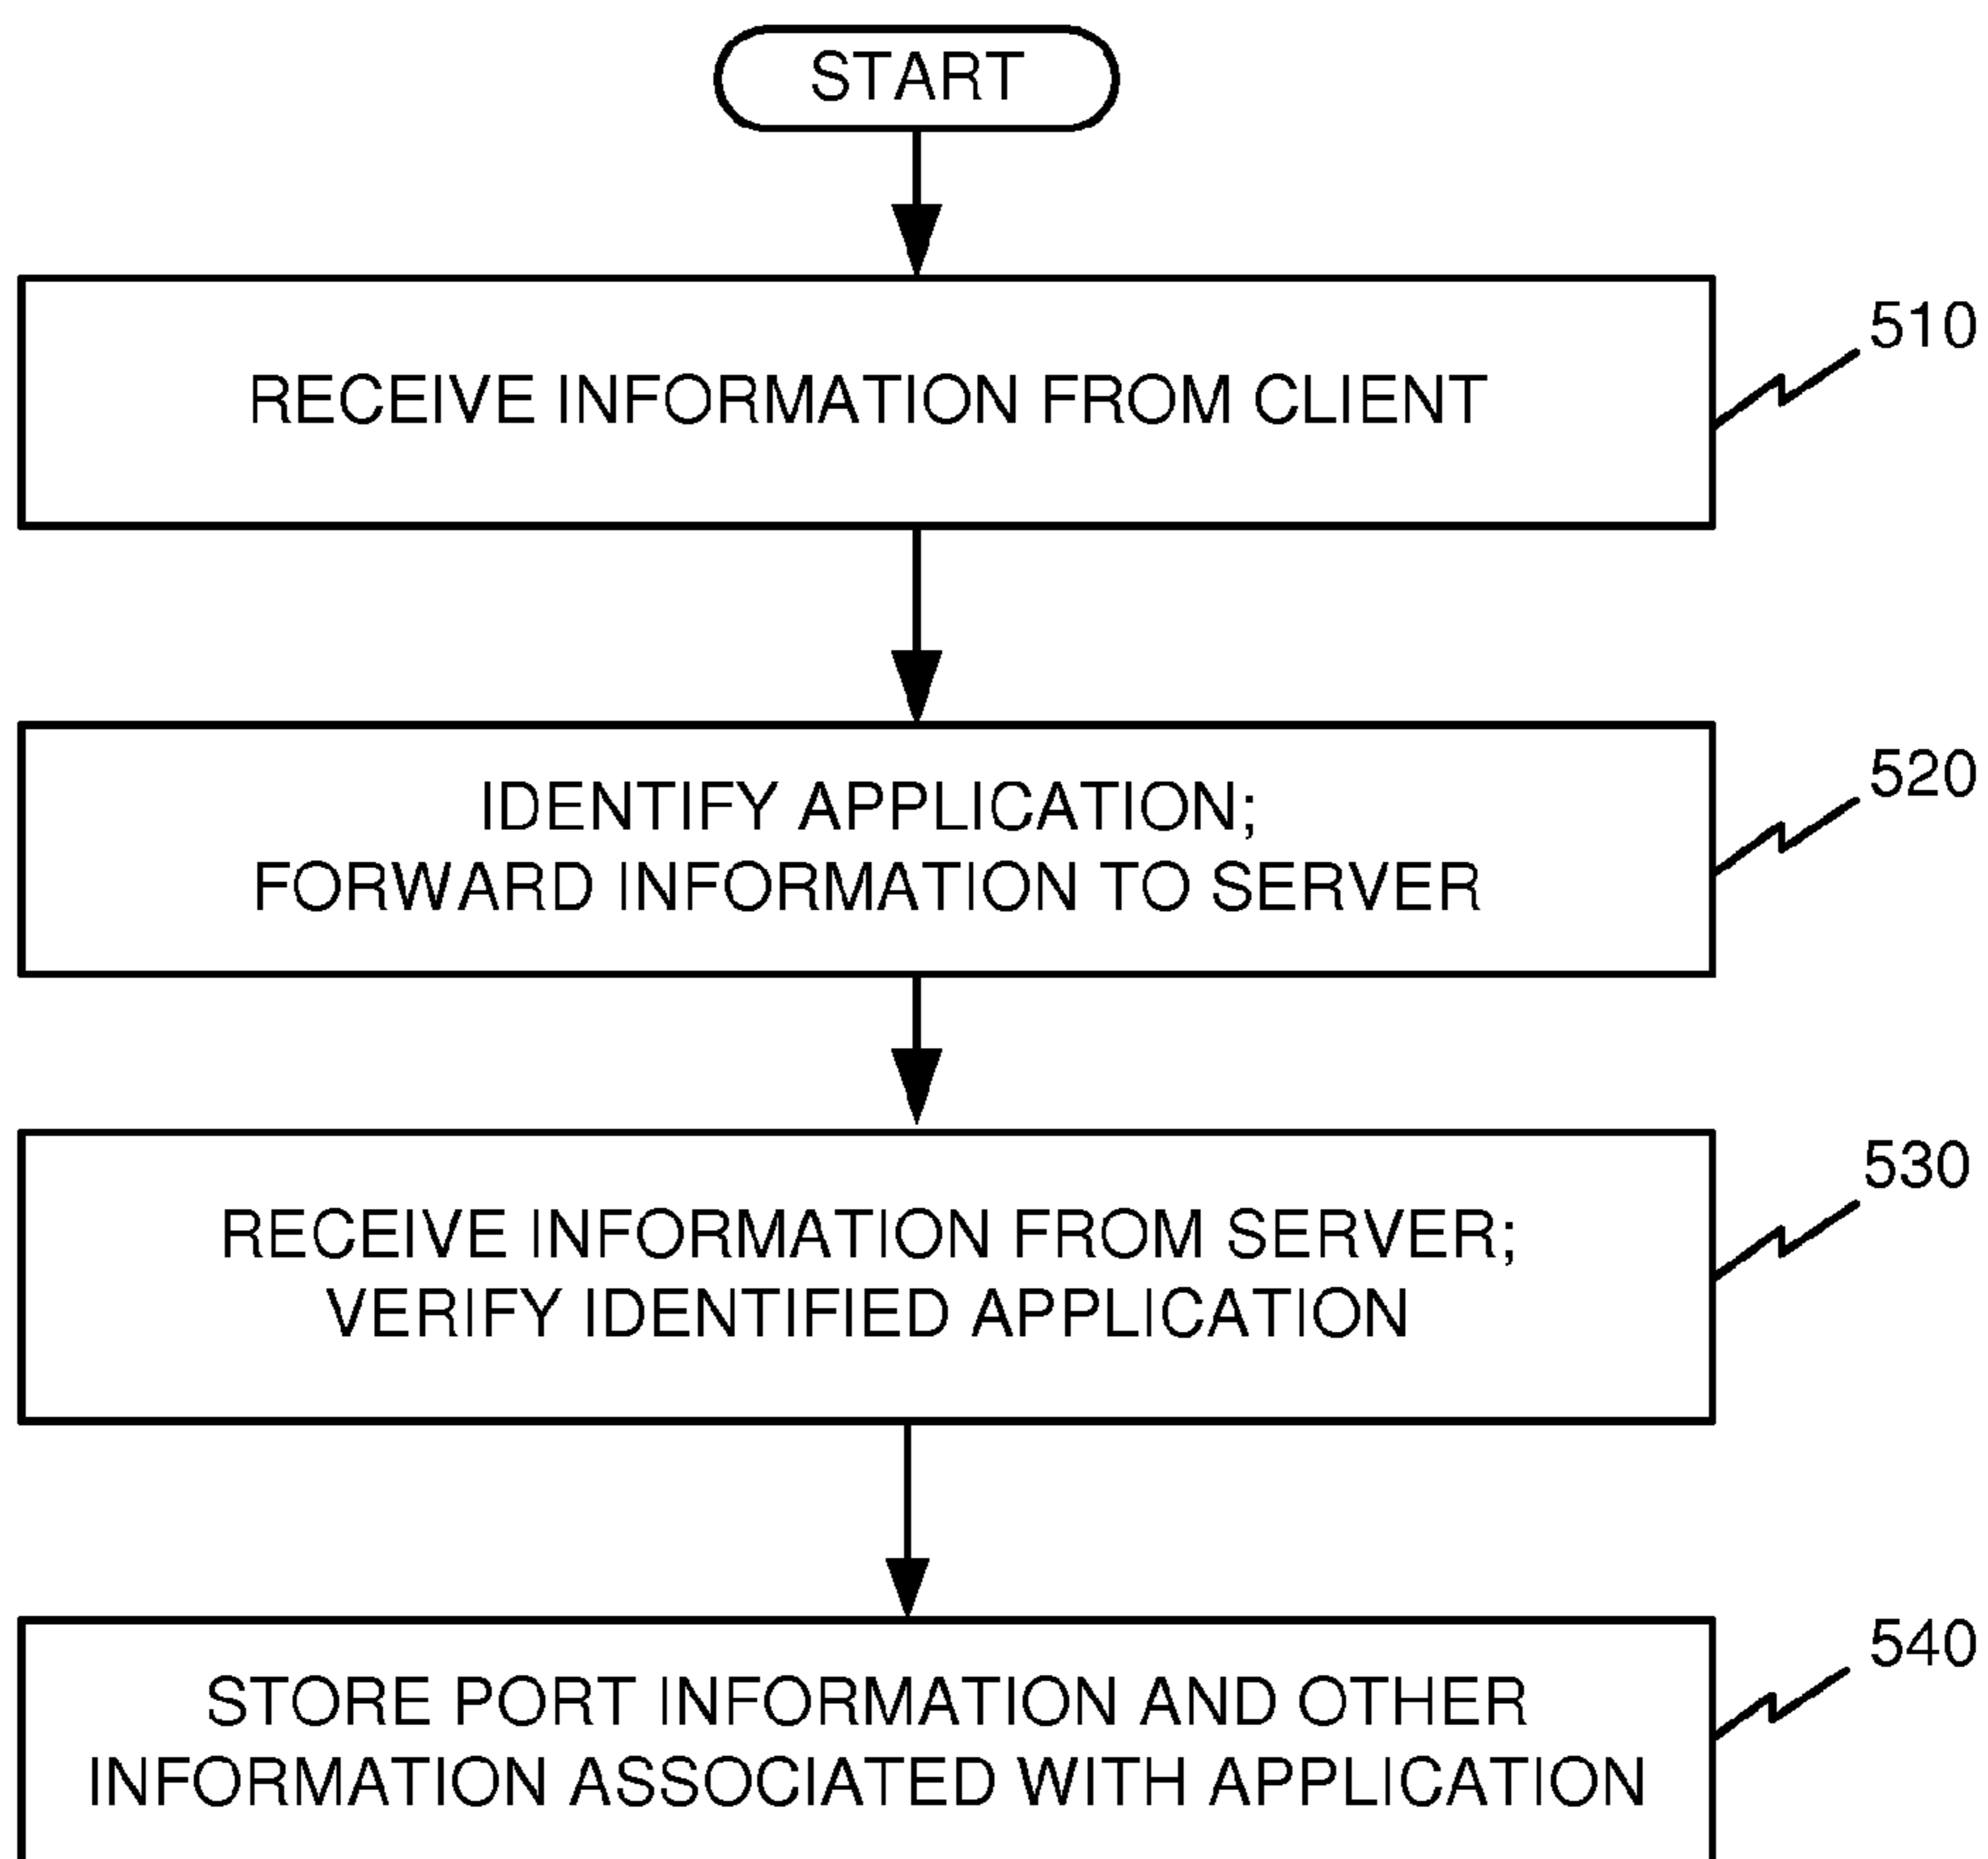 START
RECEIVE INFORMATION FROM CLIENT
510
IDENTIFY APPLICATION;
FORWARD INFORMATION TO SERVER
520
RECEIVE INFORMATION FROM SERVER;
VERIFY IDENTIFIED APPLICATION
530
STORE PORT INFORMATION AND OTHER
INFORMATION ASSOCIATED WITH APPLICATION
540